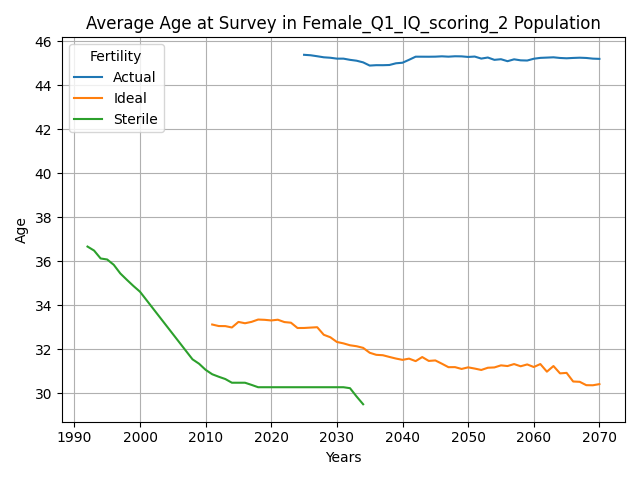 Average Age at Survey in Female_Q1_IQ_scoring_2 Population
46
44
42
40
38
36
34
32
30
Age
Fertility
Actual
Ideal
Sterile
1990 2000 2010 2020 2030 2040 2050 2060 2070
Years